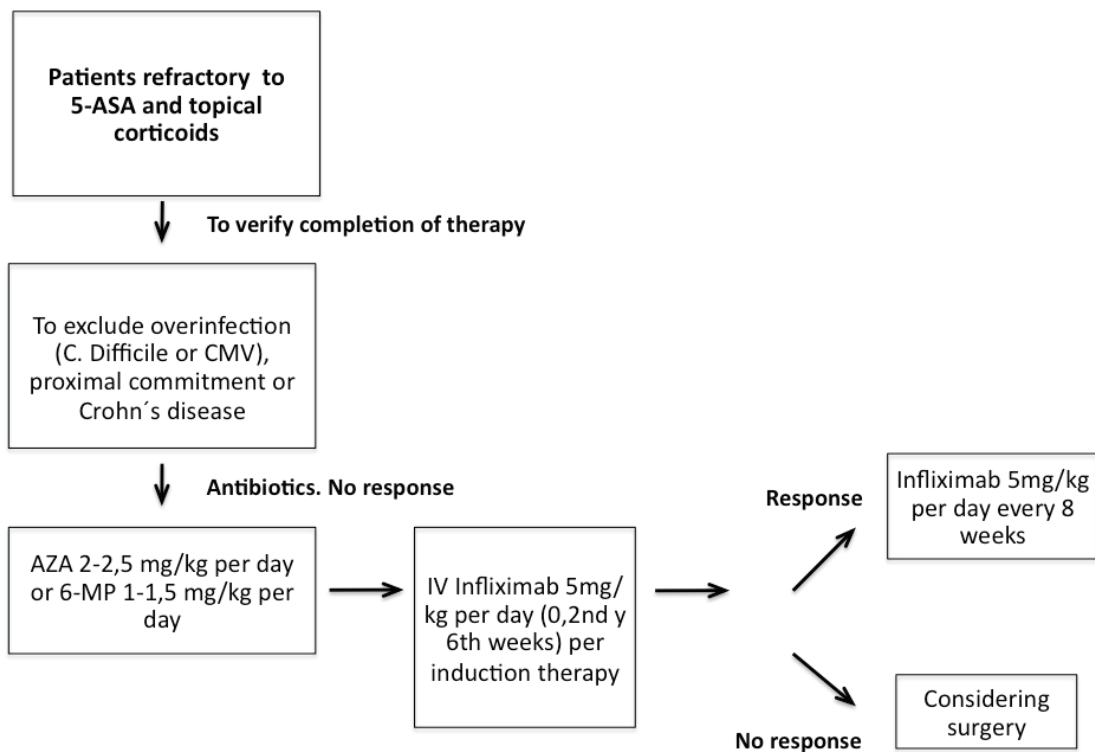 Patients refractory to
5-ASA and topical
corticoids
To verify completion of therapy
To exclude overinfection
(C. Difficile or CMV),
proximal commitment or
Crohn´s disease
Antibiotics. No response
AZA 2-2,5 mg/kg per day
or 6-MP 1-1,5 mg/kg per
day
IV Infliximab 5mg/
kg per day (0,2nd y
6th weeks) per
induction therapy
Response
Infliximab 5mg/kg
per day every 8
weeks
No response
Considering
surgery